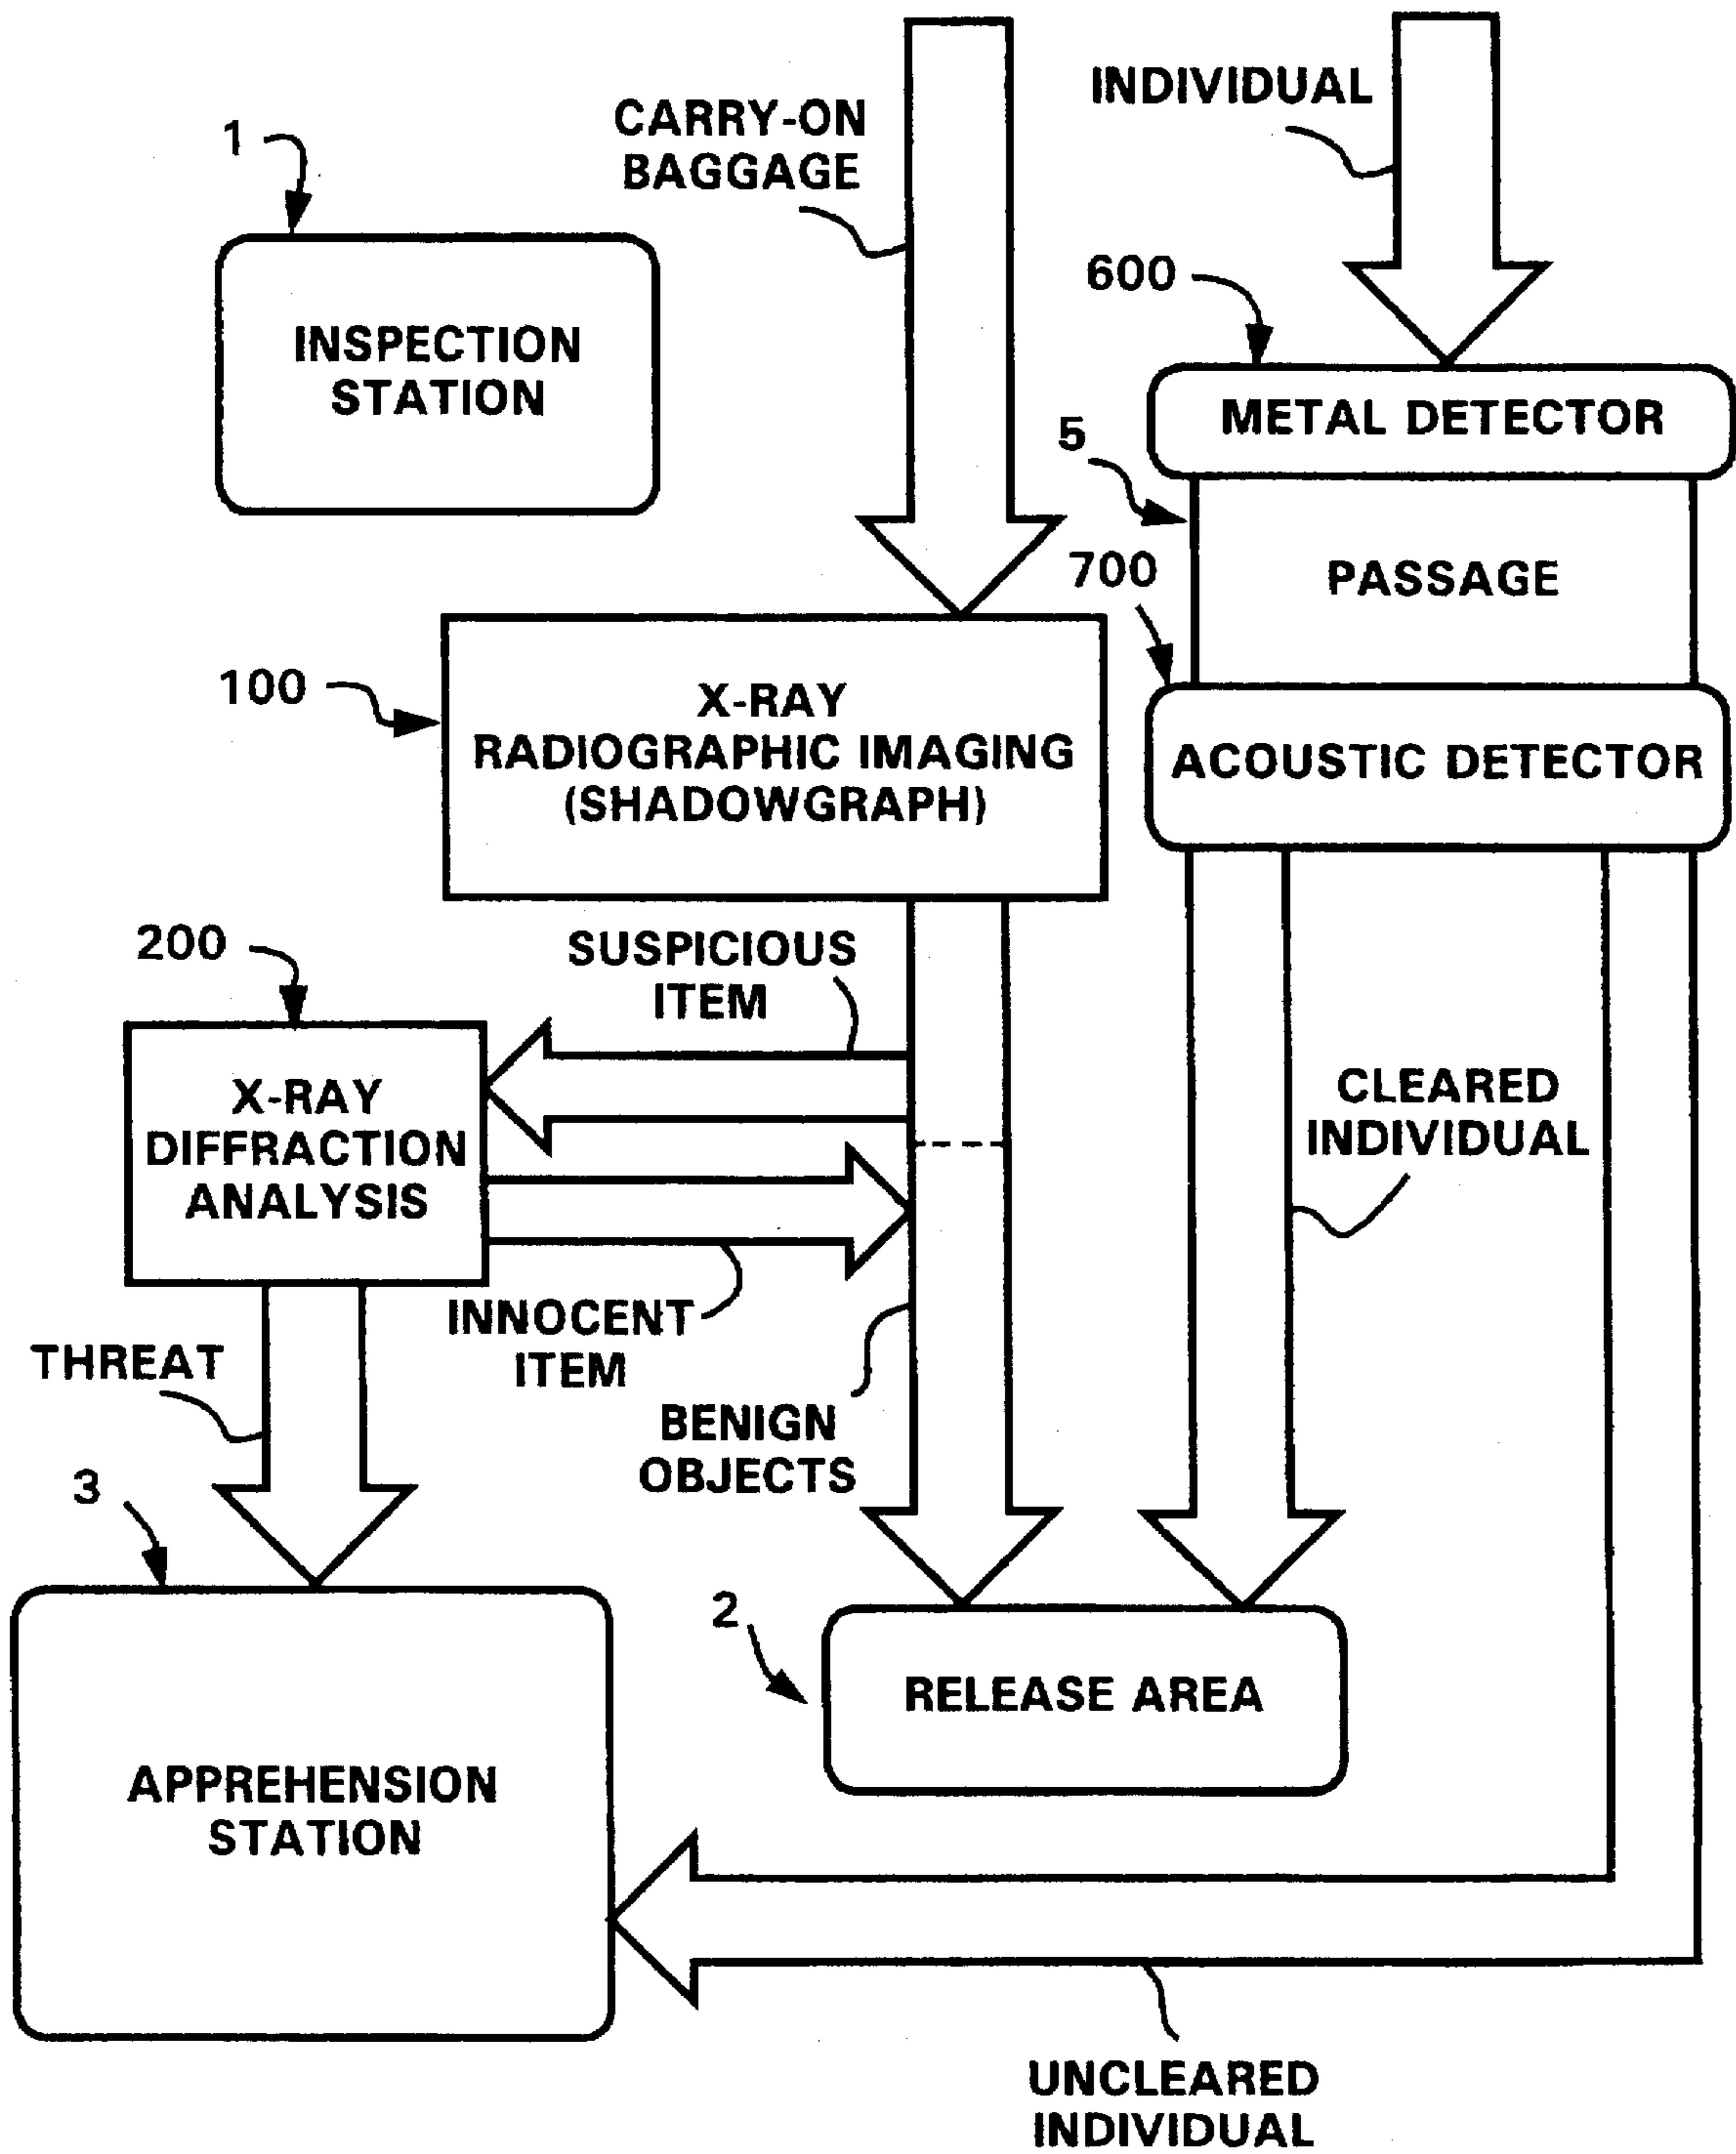 INDIVIDUAL
CARRY-ON
BAGGAGE
1
INSPECTION
STATION
600
METAL DETECTOR
5
PASSAGE
700
100
X-RAY
RADIOGRAPHIC IMAGING
(SHADOWGRAPH)
ACOUSTIC DETECTOR
200
SUSPICIOUS
ITEM
X-RAY
DIFFRACTION
ANALYSIS
CLEARED
INDIVIDUAL
INNOCENT
ITEM
THREAT
BENIGN
OBJECTS
3
2
RELEASE AREA
APPREHENSION
STATION
UNCLEARED
INDIVIDUAL